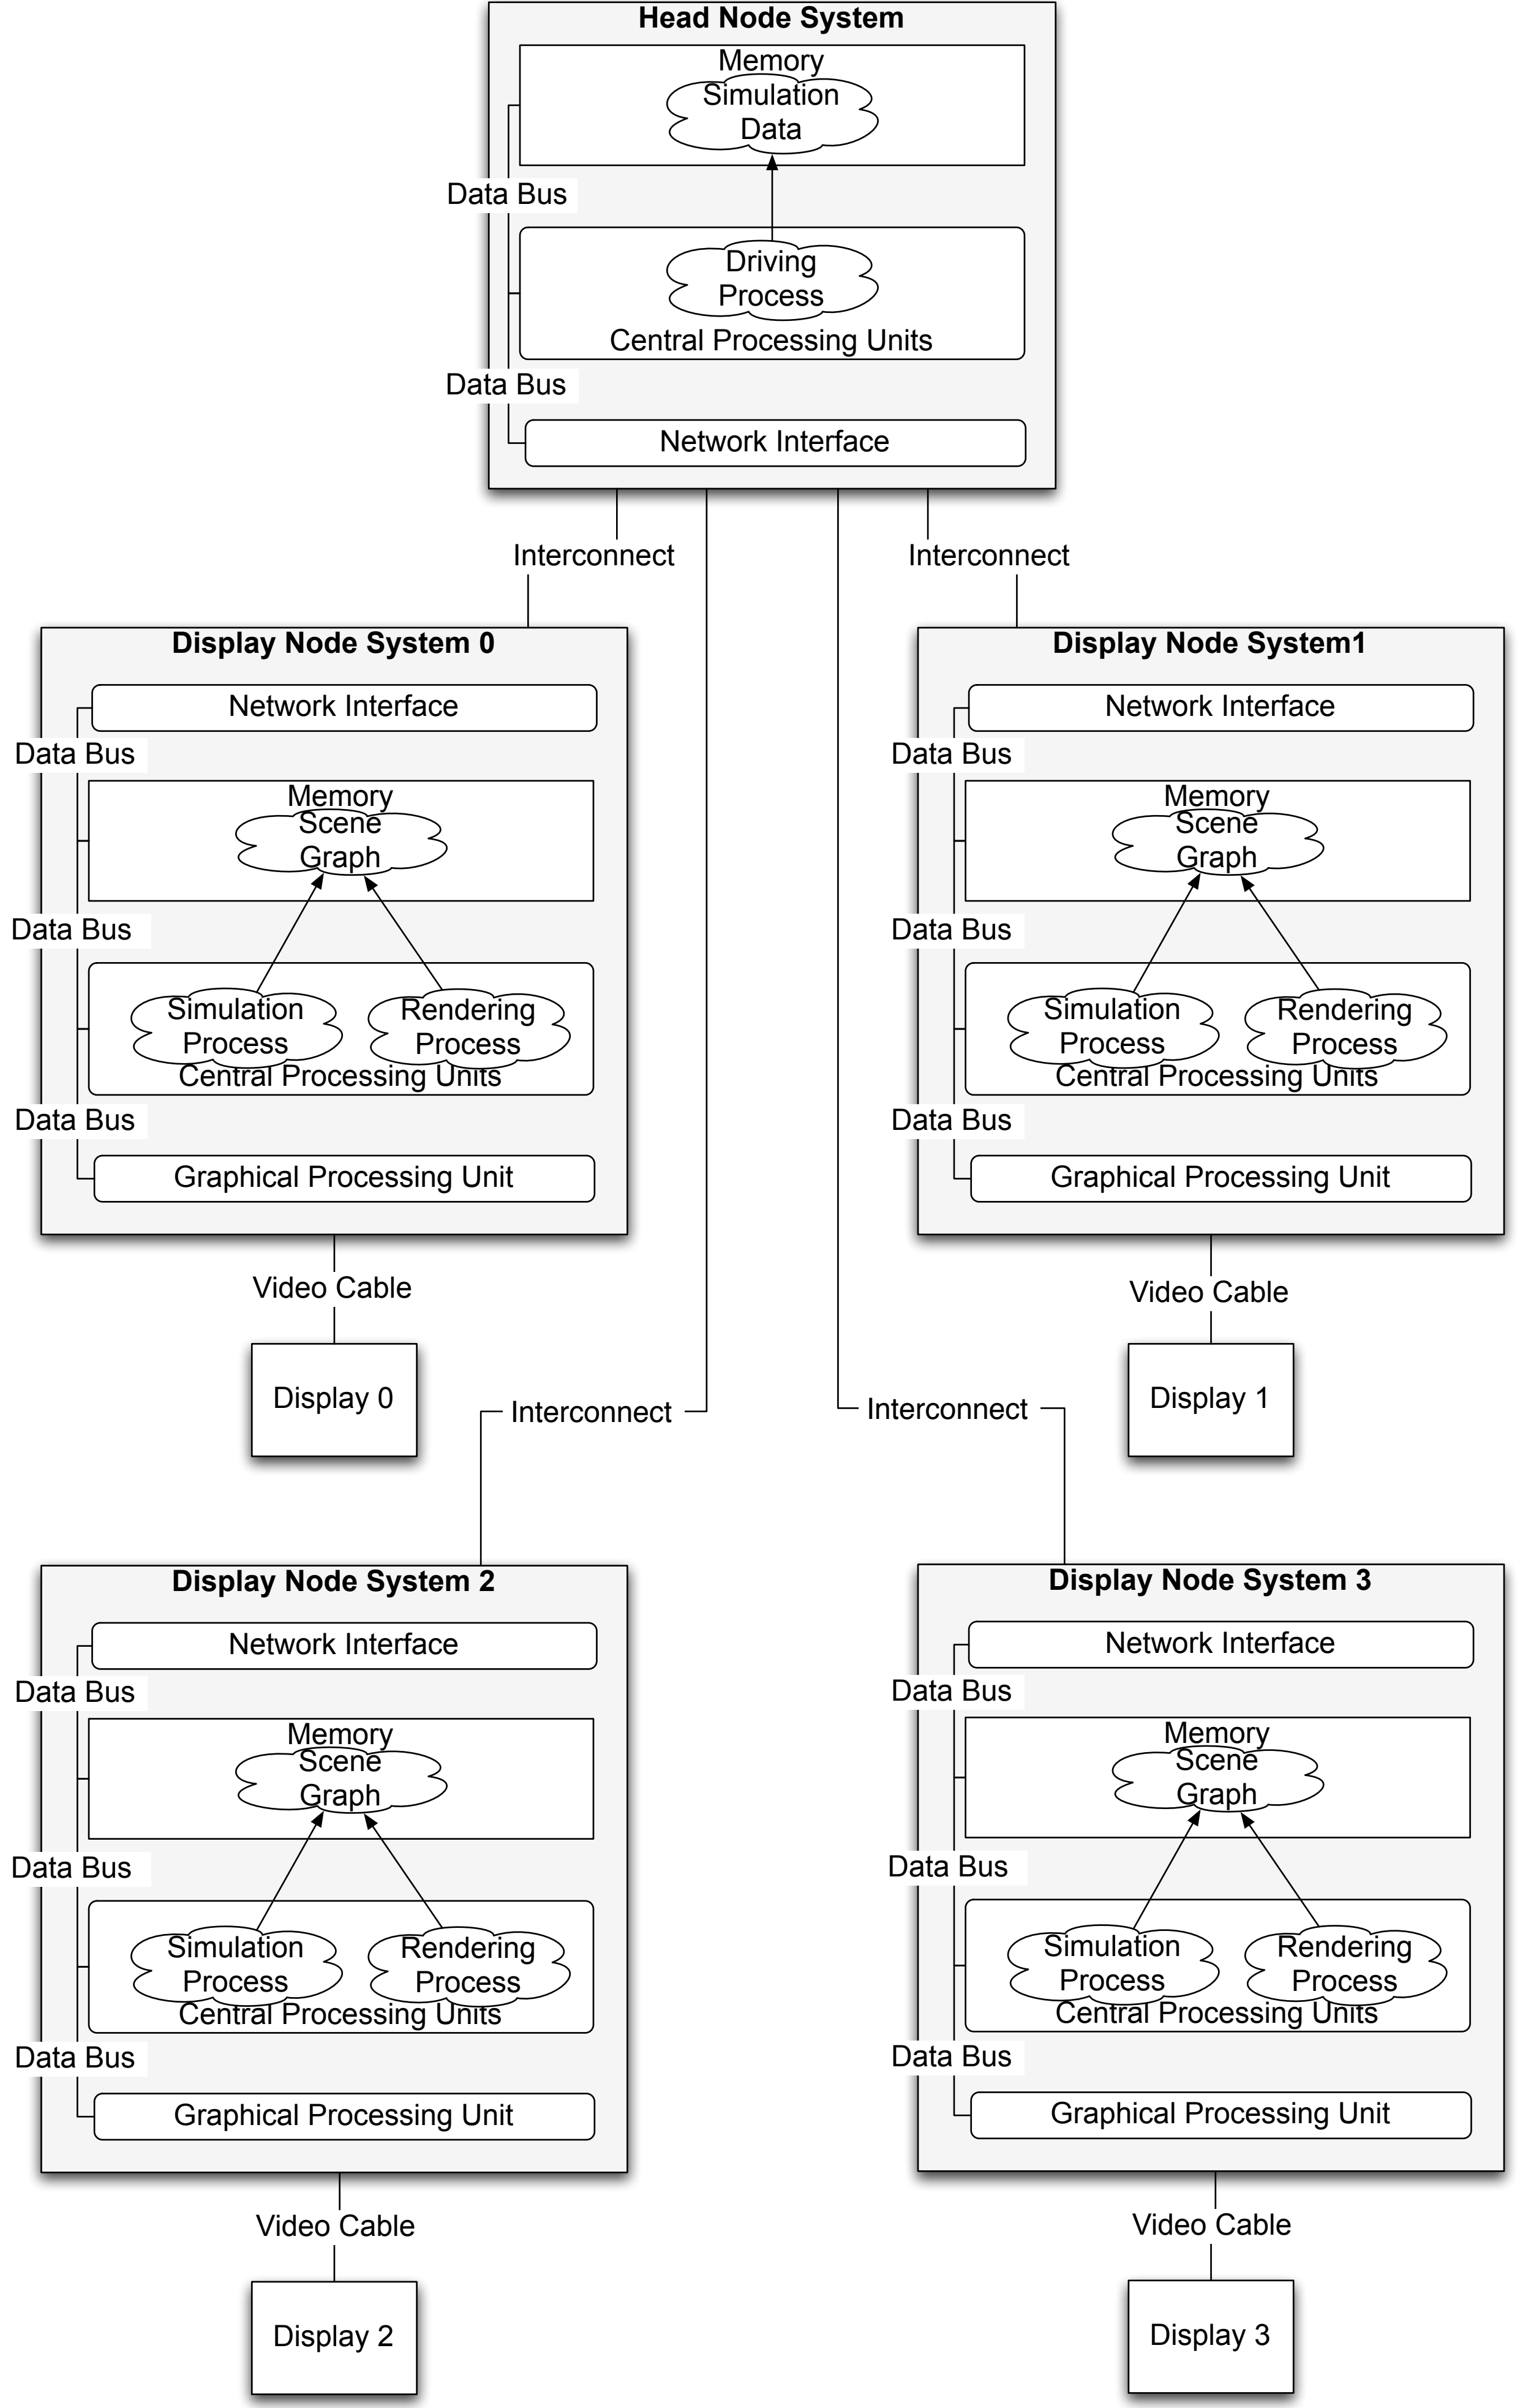 Head Node System
Memory
Simulation
Data
Data Bus
Driving
Process
Central Processing Units
Data Bus
Network Interface
Interconnect
Interconnect
Display Node System 0
Network Interface
Data Bus
Memory
Scene
Graph
Data Bus
Simulation
Process
Rendering
Process
Central Processing Units
Data Bus
Graphical Processing Unit
Video Cable
Display 0
Display Node System1
Network Interface
Data Bus
Memory
Scene
Graph
Data Bus
Simulation
Process
Rendering
Process
Central Processing Units
Data Bus
Graphical Processing Unit
Video Cable
Display 1
Interconnect
Interconnect
Display Node System 2
Network Interface
Data Bus
Memory
Scene
Graph
Data Bus
Simulation
Process
Rendering
Process
Central Processing Units
Data Bus
Graphical Processing Unit
Video Cable
Display 2
Display Node System 3
Network Interface
Data Bus
Memory
Scene
Graph
Data Bus
Simulation
Process
Rendering
Process
Central Processing Units
Data Bus
Graphical Processing Unit
Video Cable
Display 3